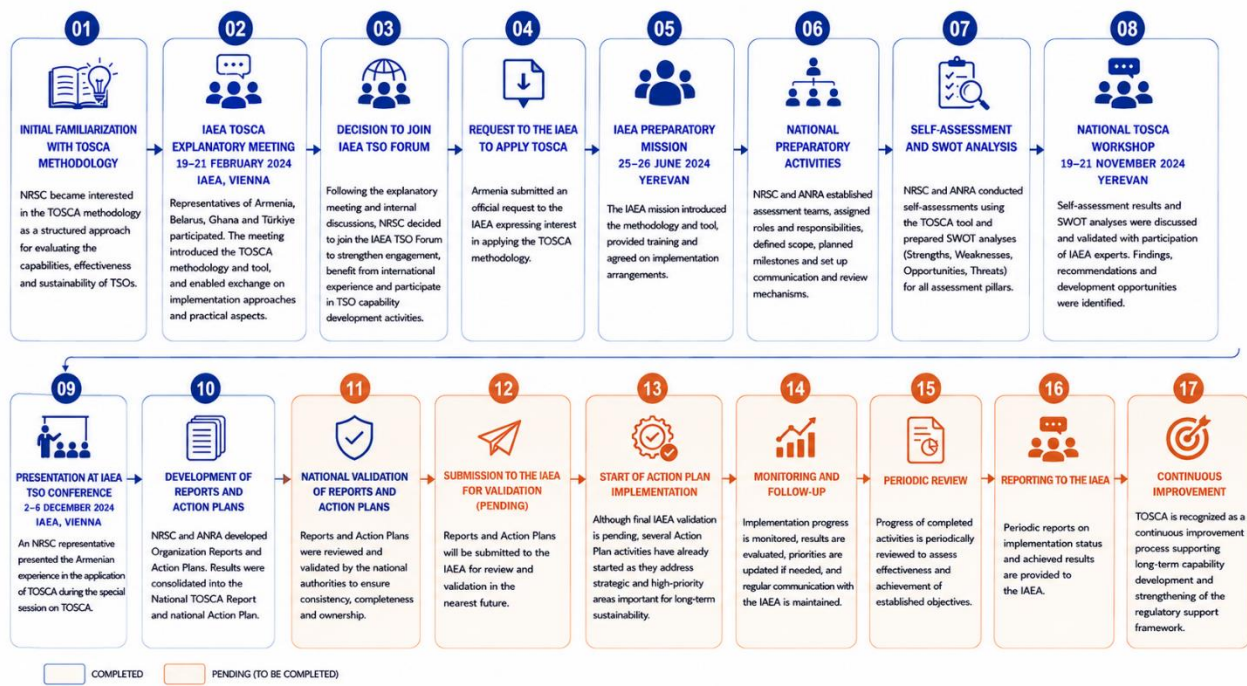 01
INITIAL FAMILIARIZATION
WITH TOSCA
METHODOLOGY
NRSC became interested
in the TOSCA methodology
as a structured approach
for evaluating the
capabilities, effectiveness
and sustainability of TSOs.
02
IAEA TOSCA
EXPLANATORY MEETING
19–21 FEBRUARY 2024
IAEA, VIENNA
Representatives of Armenia,
Belarus, Ghana and Türkiye
participated. The meeting
introduced the TOSCA
methodology and tool,
and enabled exchange on
implementation approaches
and practical aspects.
03
DECISION TO JOIN
IAEA TSO FORUM
Following the explanatory
meeting and internal
discussions, NRSC decided
to join the IAEA TSO Forum
to strengthen engagement,
benefit from international
experience and participate
in TSO capability
development activities.
04
REQUEST TO THE IAEA
TO APPLY TOSCA
Armenia submitted an
official request to the
IAEA expressing interest
in applying the TOSCA
methodology.
05
IAEA PREPARATORY
MISSION
25–26 JUNE 2024
YEREVAN
The IAEA mission introduced
the methodology and tool,
provided training and
agreed on implementation
arrangements.
06
NATIONAL
PREPARATORY
ACTIVITIES
NRSC and ANRA established
assessment teams, assigned
roles and responsibilities,
defined scope, planned
milestones and set up
communication and review
mechanisms.
07
SELF-ASSESSMENT
AND SWOT ANALYSIS
NRSC and ANRA conducted
self-assessments using
the TOSCA tool and
prepared SWOT analyses
(Strengths, Weaknesses,
Opportunities, Threats)
for all assessment pillars.
08
NATIONAL TOSCA
WORKSHOP
19–21 NOVEMBER 2024
YEREVAN
Self-assessment results and
SWOT analyses were discussed
and validated with participation
of IAEA experts. Findings,
recommendations and
development opportunities
were identified.
09
PRESENTATION AT IAEA
TSO CONFERENCE
2–6 DECEMBER 2024
IAEA, VIENNA
An NRSC representative
presented the Armenian
experience in the application
of TOSCA during the special
session on TOSCA.
10
DEVELOPMENT OF
REPORTS AND
ACTION PLANS
NRSC and ANRA developed
Organization Reports and
Action Plans. Results were
consolidated into the
National TOSCA Report
and national Action Plan.
11
NATIONAL VALIDATION
OF REPORTS AND
ACTION PLANS
Reports and Action Plans
were reviewed and
validated by the national
authorities to ensure
consistency, completeness
and ownership.
12
SUBMISSION TO THE IAEA
FOR VALIDATION
(PENDING)
Reports and Action Plans
will be submitted to the
IAEA for review and
validation in the
nearest future.
13
START OF ACTION PLAN
IMPLEMENTATION
Although final IAEA validation
is pending, several Action
Plan activities have already
started as they address
strategic and high-priority
areas important for long-term
sustainability.
14
MONITORING AND
FOLLOW-UP
Implementation progress
is monitored, results are
evaluated, priorities are
updated if needed, and
regular communication with
the IAEA is maintained.
15
PERIODIC REVIEW
Progress of completed
activities is periodically
reviewed to assess
effectiveness and
achievement of
established objectives.
16
REPORTING TO THE IAEA
Periodic reports on
implementation status
and achieved results
are provided to
the IAEA.
17
CONTINUOUS
IMPROVEMENT
TOSCA is recognized as a
continuous improvement
process supporting
long-term capability
development and
strengthening of the
regulatory support
framework.
COMPLETED
PENDING (TO BE COMPLETED)